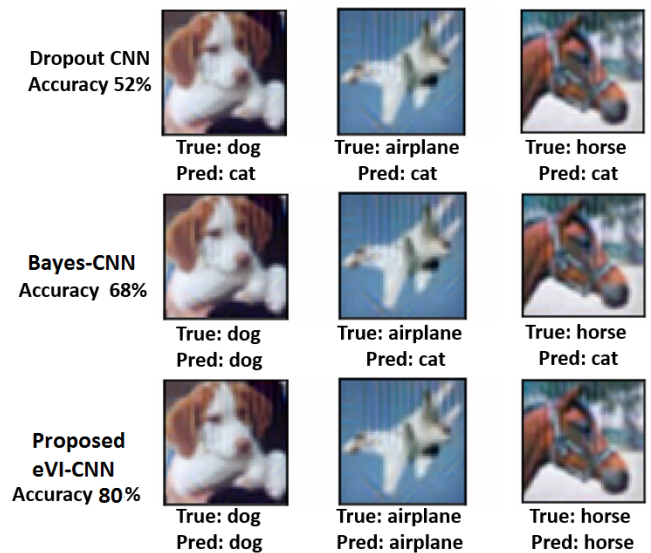 Dropout CNN
Accuracy 52%
True: dog
Pred: cat
True: airplane
Pred: cat
True: horse
Pred: cat
Bayes-CNN
Accuracy 68%
True: dog
Pred: dog
True: airplane
Pred: cat
True: horse
Pred: cat
Proposed
eVI-CNN
Accuracy 80%
True: dog
Pred: dog
True: airplane
Pred: airplane
True: horse
Pred: horse